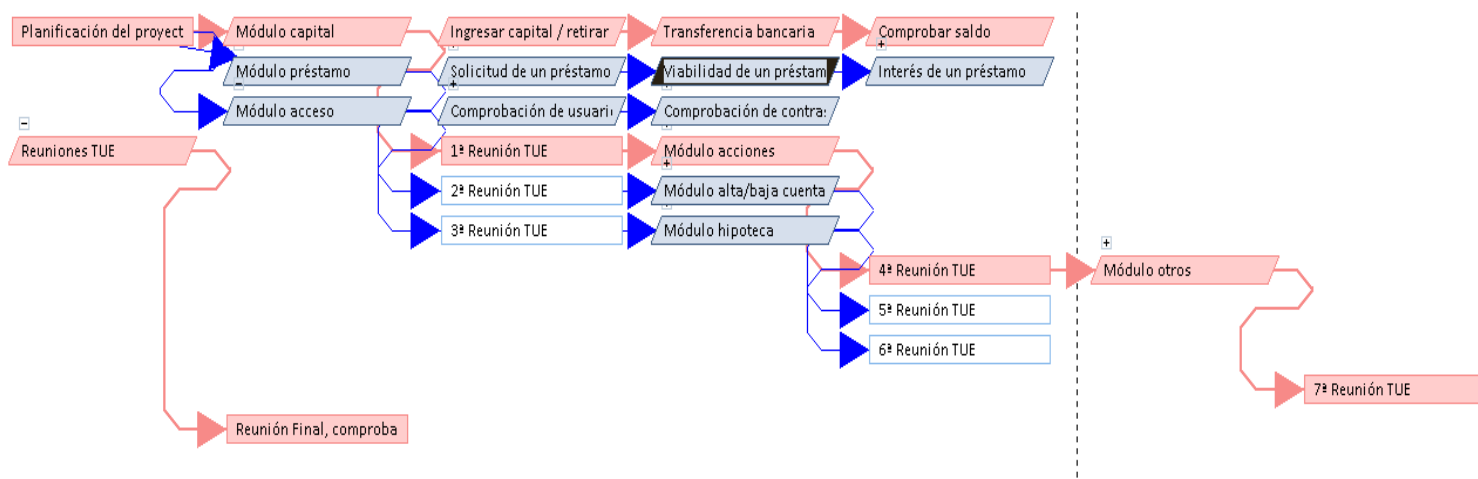 Planificación del proyect
Módulo capital
Ingresar capital / retirar
Transferencia bancaria
Comprobar saldo
Módulo préstamo
Solicitud de un préstamo
Viabilidad de un préstam
Interés de un préstamo
Módulo acceso
Comprobación de usuari
Comprobación de contra
Reuniones TUE
1ª Reunión TUE
Módulo acciones
2ª Reunión TUE
Módulo alta/baja cuenta
3ª Reunión TUE
Módulo hipoteca
4ª Reunión TUE
Módulo otros
5ª Reunión TUE
6ª Reunión TUE
7ª Reunión TUE
Reunión Final, comproba